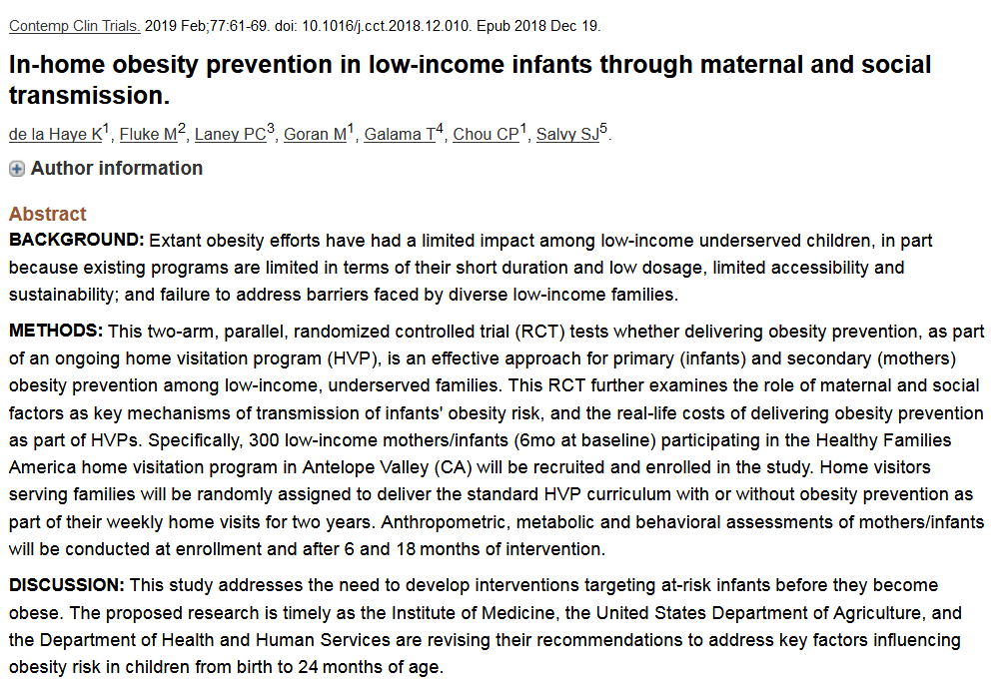 Contemp Clin Trials. 2019 Feb;77:61-69. doi: 10.1016/j.cct.2018.12.010. Epub 2018 Dec 19.
In-home obesity prevention in low-income infants through maternal and social
transmission.
de la Haye K1, Fluke M2, Laney PC3, Goran M1, Galama T4, Chou CP1, Salvy SJ5.
Author information
Abstract
BACKGROUND: Extant obesity efforts have had a limited impact among low-income underserved children, in part
because existing programs are limited in terms of their short duration and low dosage, limited accessibility and
sustainability; and failure to address barriers faced by diverse low-income families.
METHODS: This two-arm, parallel, randomized controlled trial (RCT) tests whether delivering obesity prevention, as part
of an ongoing home visitation program (HVP), is an effective approach for primary (infants) and secondary (mothers)
obesity prevention among low-income, underserved families. This RCT further examines the role of maternal and social
factors as key mechanisms of transmission of infants' obesity risk, and the real-life costs of delivering obesity prevention
as part of HVPs. Specifically, 300 low-income mothers/infants (6mo at baseline) participating in the Healthy Families
America home visitation program in Antelope Valley (CA) will be recruited and enrolled in the study. Home visitors
serving families will be randomly assigned to deliver the standard HVP curriculum with or without obesity prevention as
part of their weekly home visits for two years. Anthropometric, metabolic and behavioral assessments of mothers/infants
will be conducted at enrollment and after 6 and 18 months of intervention.
DISCUSSION: This study addresses the need to develop interventions targeting at-risk infants before they become
obese. The proposed research is timely as the Institute of Medicine, the United States Department of Agriculture, and
the Department of Health and Human Services are revising their recommendations to address key factors influencing
obesity risk in children from birth to 24 months of age.